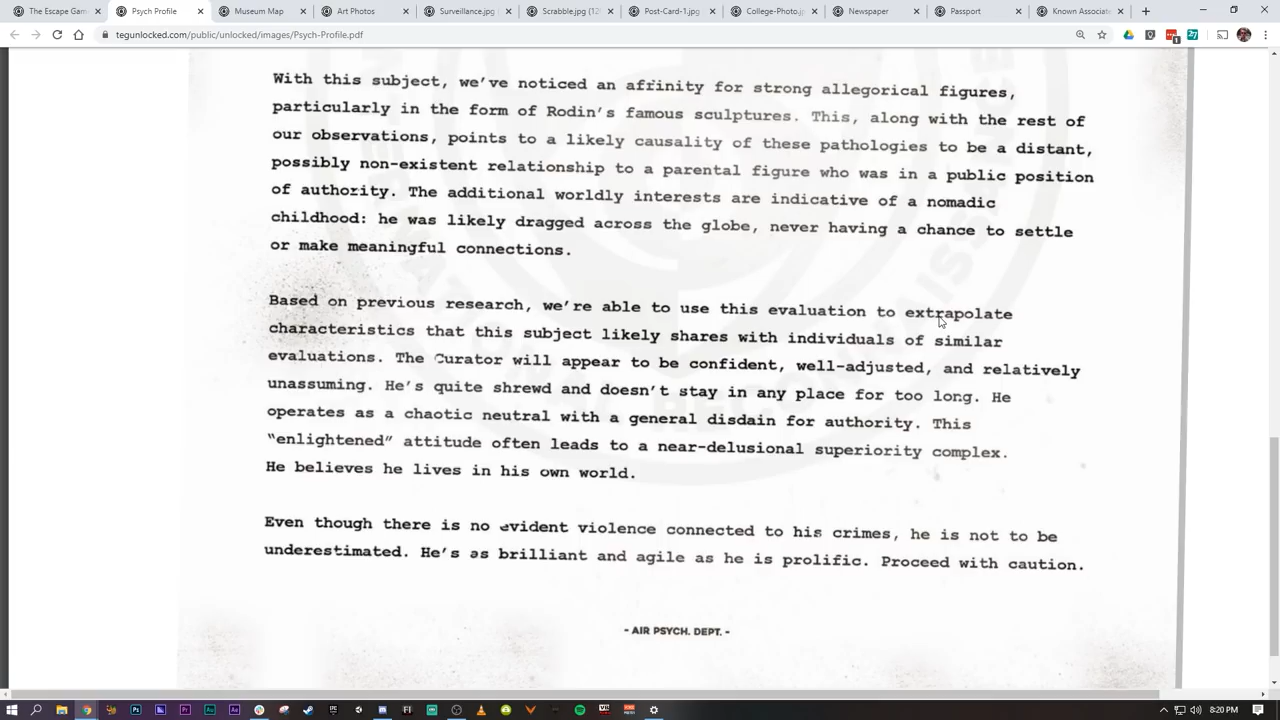 The Escape Gam
Psych Profile
Museum Map
Art Photos
Surveillance.jpg
Scrabble.jpg (12
Post-Card-1.jpg
College-Photo.jp
Newspaper
Passport
Known Associate
tegunlocked.com/public/unlocked/images/Psych-Profile.pdf
With this subject, we've noticed an affinity for strong allegorical figures,
particularly in the form of Rodin's famous sculptures. This, along with the rest of
our observations, points to a likely causality of these pathologies to be a distant,
possibly non-existent relationship to a parental figure who was in a public position
of authority. The additional worldly interests are indicative of a nomadic
childhood: he was likely dragged across the globe, never having a chance to settle
or make meaningful connections.
Based on previous research, we're able to use this evaluation to extrapolate
characteristics that this subject likely shares with individuals of similar
evaluations. The Curator will appear to be confident, well-adjusted, and relatively
unassuming. He's quite shrewd and doesn't stay in any place for too long. He
operates as a chaotic neutral with a general disdain for authority. This
"enlightened" attitude often leads to a near-delusional superiority complex.
He believes he lives in his own world.
Even though there is no evident violence connected to his crimes, he is not to be
underestimated. He's as brilliant and agile as he is prolific. Proceed with caution.
- AIR PSYCH. DEPT. -
8:20 PM